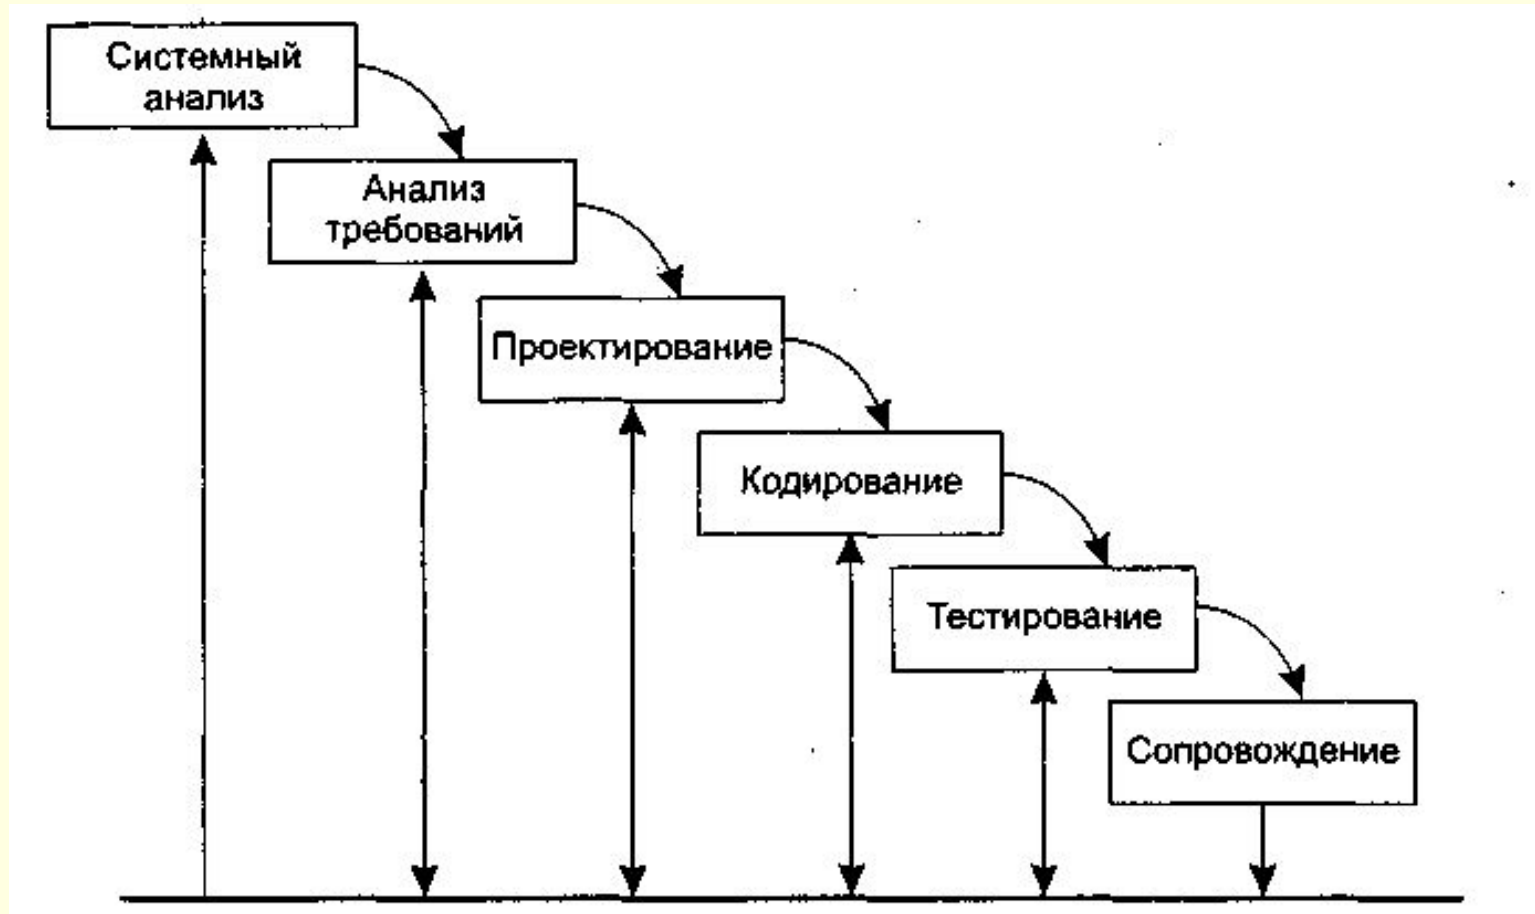 Системный
анализ
Анализ
требований
Проектирование
Кодирование
Тестирование
Сопровождение